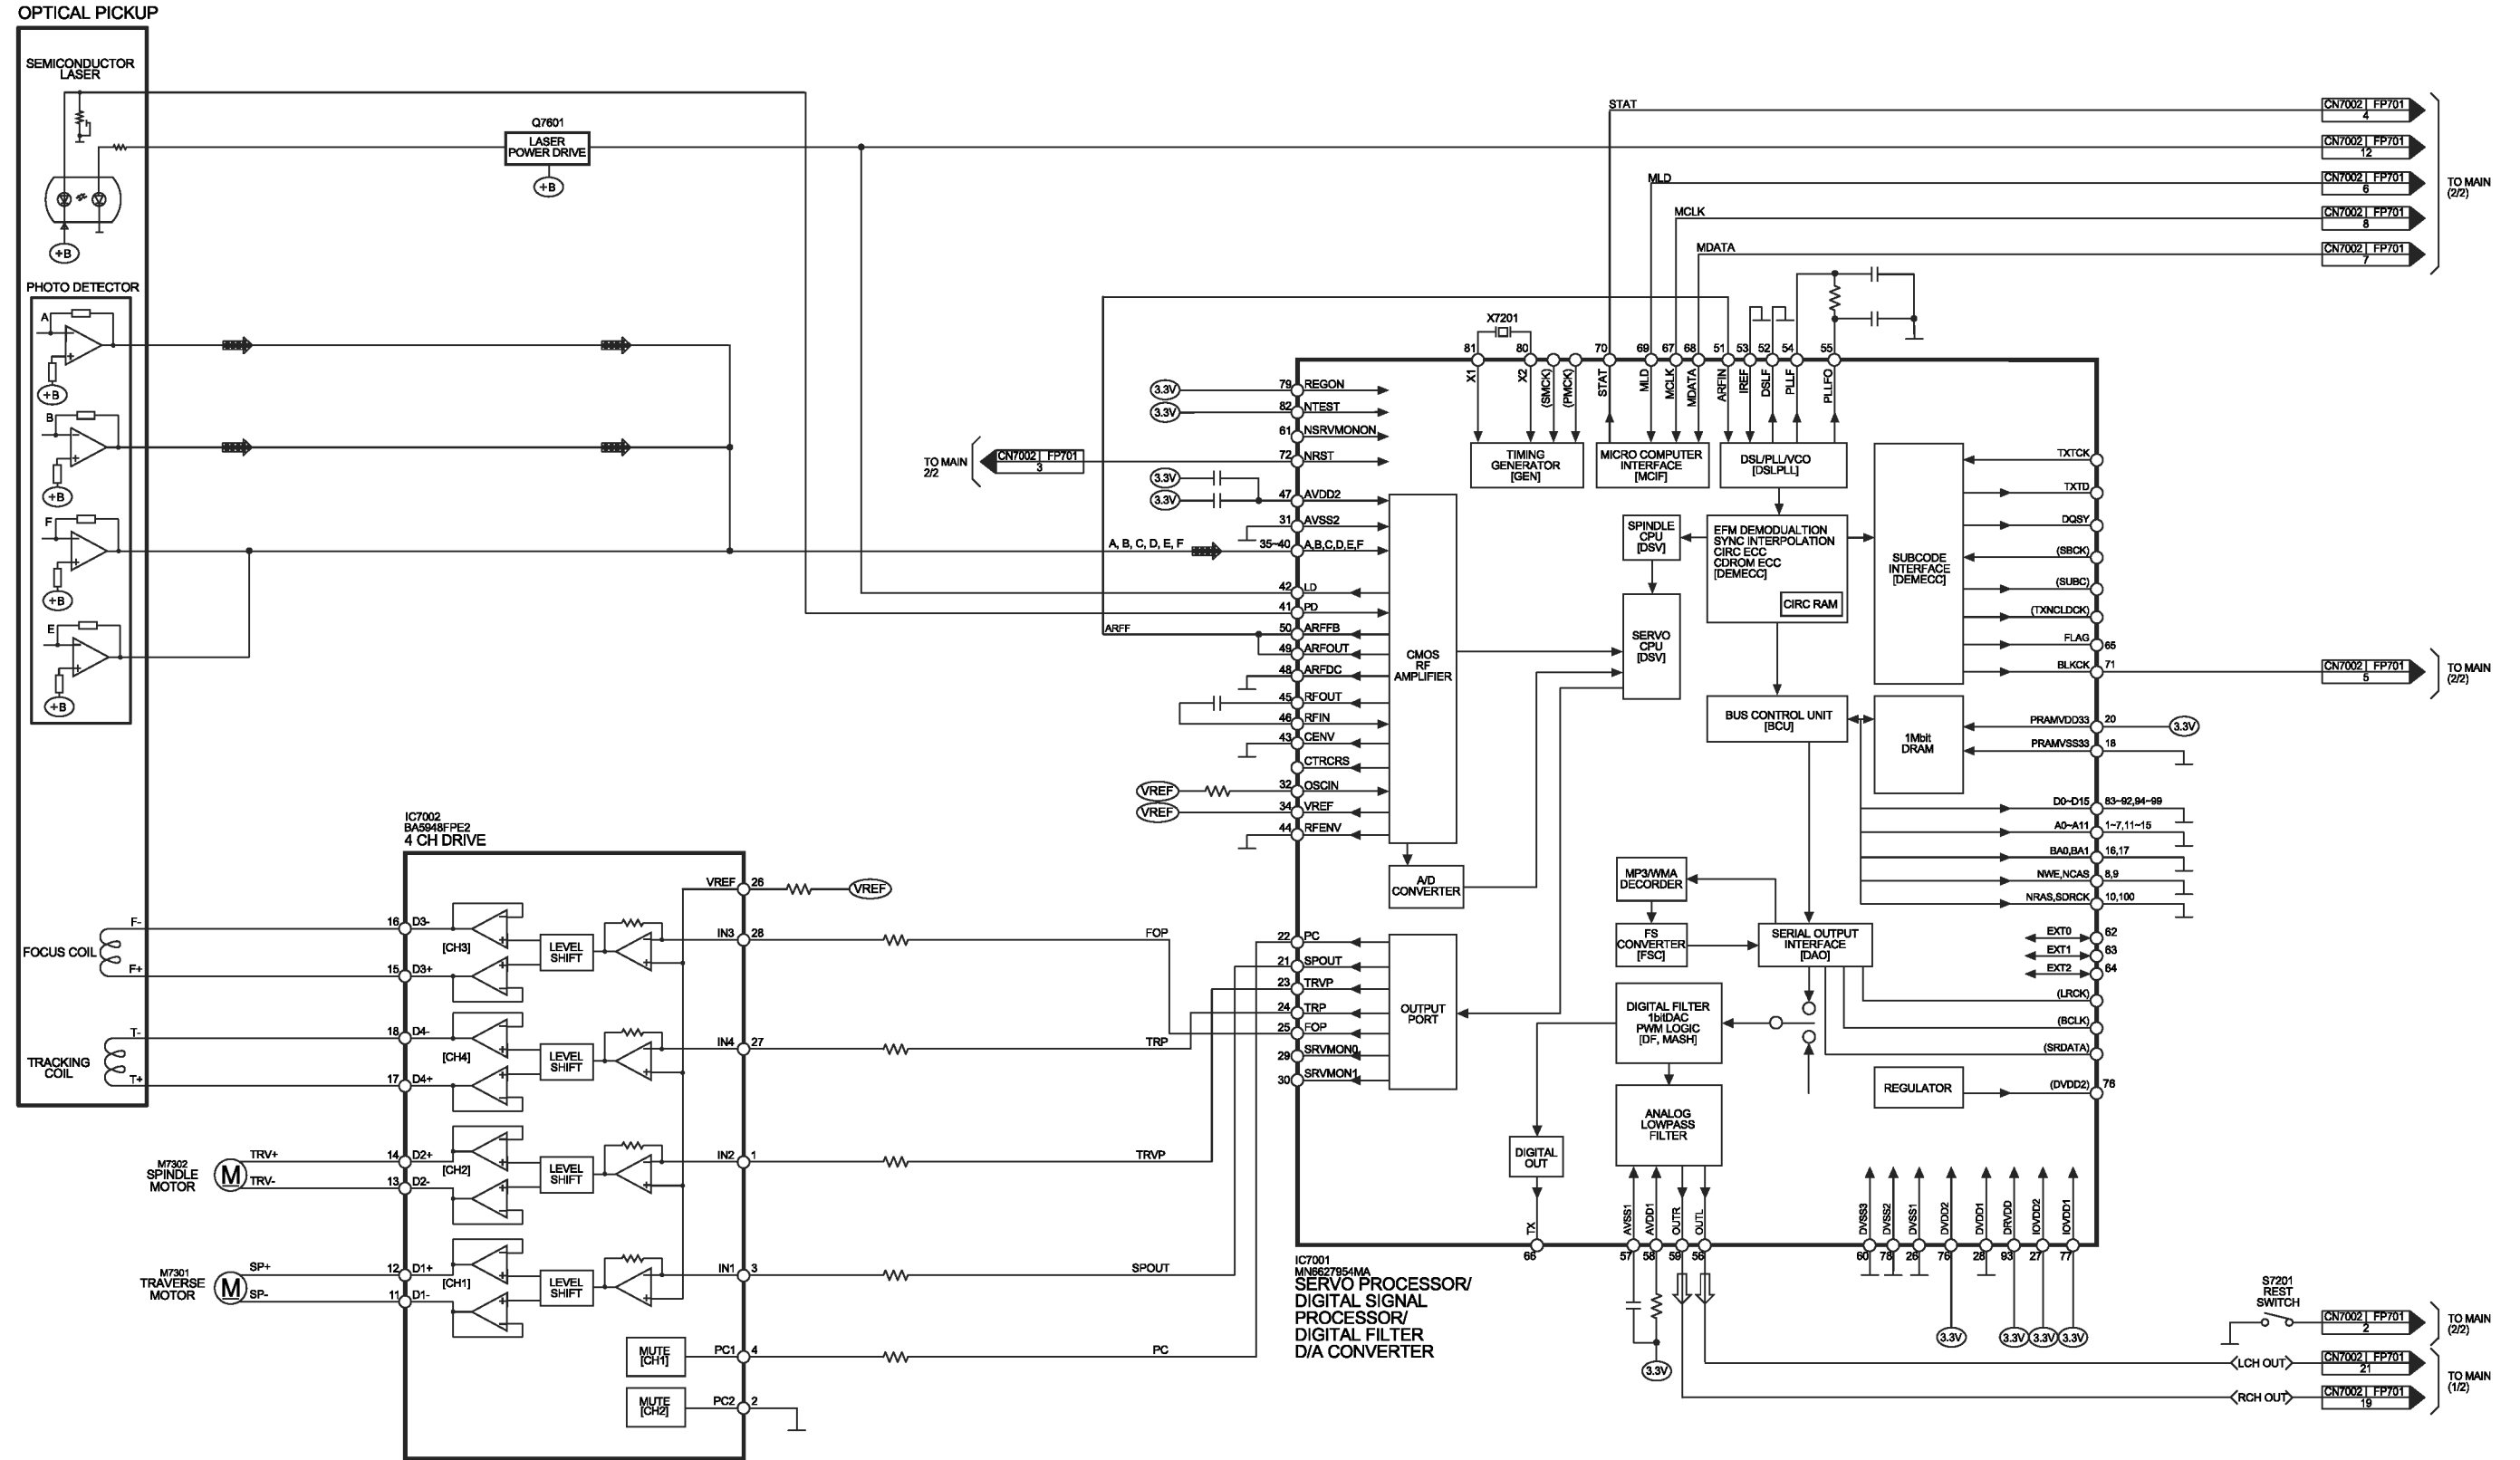 OPTICAL PICKUP
SEMICONDUCTOR
LASER
+B
PHOTO DETECTOR
A
+B
B
+B
F
+B
E
+B
Q7601
LASER
POWER DRIVE
+B
STAT
CN7002 FP701
4
CN7002 FP701
12
MLD
CN7002 FP701
6
MCLK
CN7002 FP701
8
MDATA
CN7002 FP701
7
TO MAIN
(2/2)
X7201
81
80
70
69
67
68
51
53
52
54
55
X1
X2
(SMCK)
(PMCK)
STAT
MLD
MCLK
MDATA
ARFIN
IREF
DSLF
PLLF
PLLFO
3.3V
79
REGON
3.3V
82
NTEST
61
NSRVMONON
TO MAIN
2/2
CN7002 FP701
3
72
NRST
3.3V
3.3V
47
AVDD2
31
AVSS2
A, B, C, D, E, F
35~40
A,B,C,D,E,F
42
LD
41
PD
ARFF
50
ARFFB
49
ARFOUT
48
ARFDC
45
RFOUT
46
RFIN
43
CENV
CTRCRS
VREF
32
OSCIN
VREF
34
VREF
44
RFENV
CMOS
RF
AMPLIFIER
A/D
CONVERTER
TIMING
GENERATOR
[GEN]
MICRO COMPUTER
INTERFACE
[MCIF]
DSL/PLL/VCO
[DSLPLL]
SPINDLE
CPU
[DSV]
EFM DEMODUALTION
SYNC INTERPOLATION
CIRC ECC
CDROM ECC
[DEMECC]
CIRC RAM
SERVO
CPU
[DSV]
SUBCODE
INTERFACE
[DEMECC]
TXTCK
TXTD
DQSY
(SBCK)
(SUBC)
(TXNCLDCK)
FLAG
65
BLKCK
71
CN7002 FP701
5
TO MAIN
(2/2)
BUS CONTROL UNIT
[BCU]
1Mbit
DRAM
PRAMVDD33
20
3.3V
PRAMVSS33
18
D0~D15
83~92,94~99
A0~A11
1~7,11~15
BA0,BA1
16,17
NWE,NCAS
8,9
NRAS,SDRCK
10,100
MP3/WMA
DECORDER
FS
CONVERTER
[FSC]
SERIAL OUTPUT
INTERFACE
[DAO]
EXT0
62
EXT1
63
EXT2
64
(LRCK)
(BCLK)
(SRDATA)
DIGITAL FILTER
1bitDAC
PWM LOGIC
[DF, MASH]
REGULATOR
(DVDD2)
76
ANALOG
LOWPASS
FILTER
DIGITAL
OUT
22
PC
21
SPOUT
23
TRVP
24
TRP
25
FOP
29
SRVMON0
30
SRVMON1
OUTPUT
PORT
TX
AVSS1
AVDD1
OUTR
OUTL
DVSS3
DVSS2
DVSS1
DVDD2
DVDD1
DRVDD
IOVDD2
IOVDD1
66
57
58
59
56
60
78
26
76
28
93
27
77
3.3V
3.3V
3.3V
3.3V
3.3V
IC7001
MN6627954MA
SERVO PROCESSOR/
DIGITAL SIGNAL
PROCESSOR/
DIGITAL FILTER
D/A CONVERTER
S7201
REST
SWITCH
CN7002 FP701
2
TO MAIN
(2/2)
LCH OUT
CN7002 FP701
21
RCH OUT
CN7002 FP701
19
TO MAIN
(1/2)
IC7002
BA5948FPE2
4 CH DRIVE
VREF
26
VREF
FOCUS COIL
F-
F+
16
D3-
[CH3]
15
D3+
LEVEL
SHIFT
IN3
28
FOP
TRACKING
COIL
T-
T+
18
D4-
[CH4]
17
D4+
LEVEL
SHIFT
IN4
27
TRP
M7302
SPINDLE
MOTOR
M
TRV+
TRV-
14
D2+
[CH2]
13
D2-
LEVEL
SHIFT
IN2
1
TRVP
M7301
TRAVERSE
MOTOR
M
SP+
SP-
12
D1+
[CH1]
11
D1-
LEVEL
SHIFT
IN1
3
SPOUT
MUTE
[CH1]
PC1
4
PC
MUTE
[CH2]
PC2
2